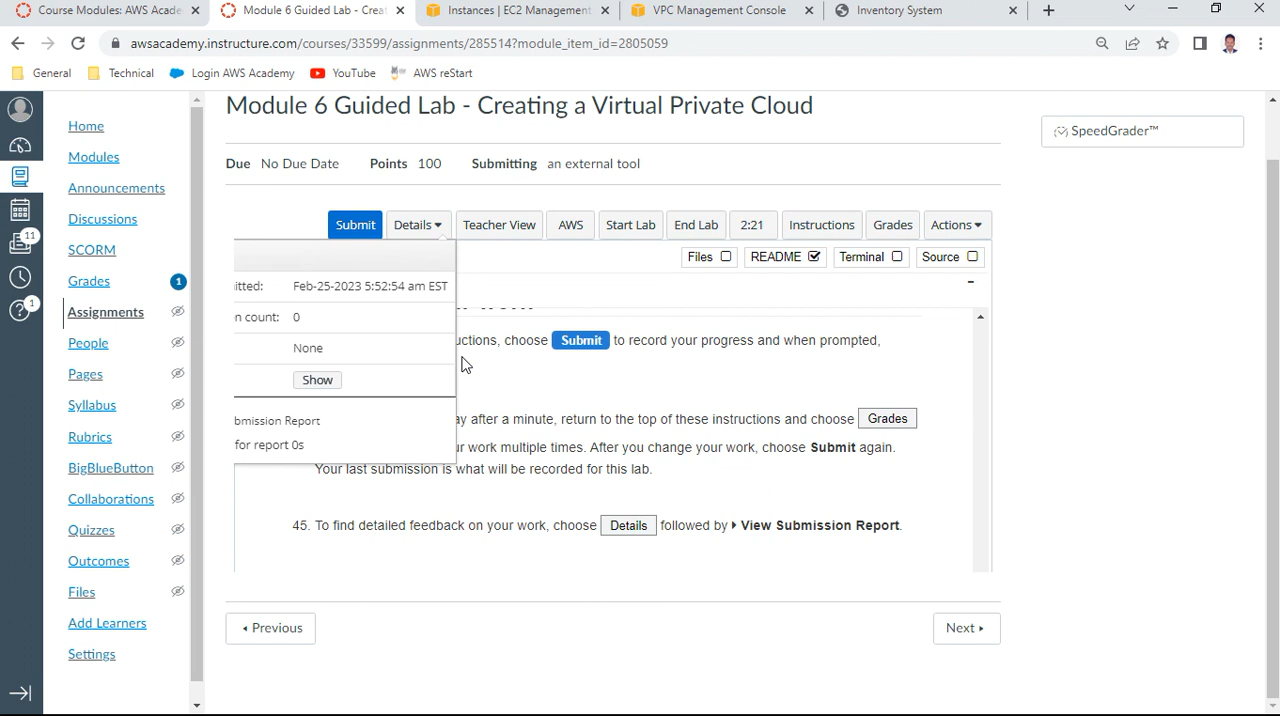 Course Modules: AWS Acade
Module 6 Guided Lab - Creat
Instances | EC2 Management
VPC Management Console
Inventory System
awsacademy.instructure.com/courses/33599/assignments/285514?module_item_id=2805059
General
Technical
Login AWS Academy
YouTube
AWS reStart
Home
Modules
Announcements
Discussions
SCORM
Grades
1
Assignments
People
Pages
Syllabus
Rubrics
BigBlueButton
Collaborations
Quizzes
Outcomes
Files
Add Learners
Settings
11
1
Module 6 Guided Lab - Creating a Virtual Private Cloud
Due No Due Date Points 100 Submitting an external tool
SpeedGrader™
Submit Details Teacher View AWS Start Lab End Lab 2:21 Instructions Grades Actions
Files README Terminal Source
itted: Feb-25-2023 5:52:54 am EST
n count: 0
None
Show
bmission Report
for report 0s
uctions, choose Submit to record your progress and when prompted,
ay after a minute, return to the top of these instructions and choose Grades
ur work multiple times. After you change your work, choose Submit again.
Your last submission is what will be recorded for this lab.
45. To find detailed feedback on your work, choose Details followed by View Submission Report.
Previous
Next